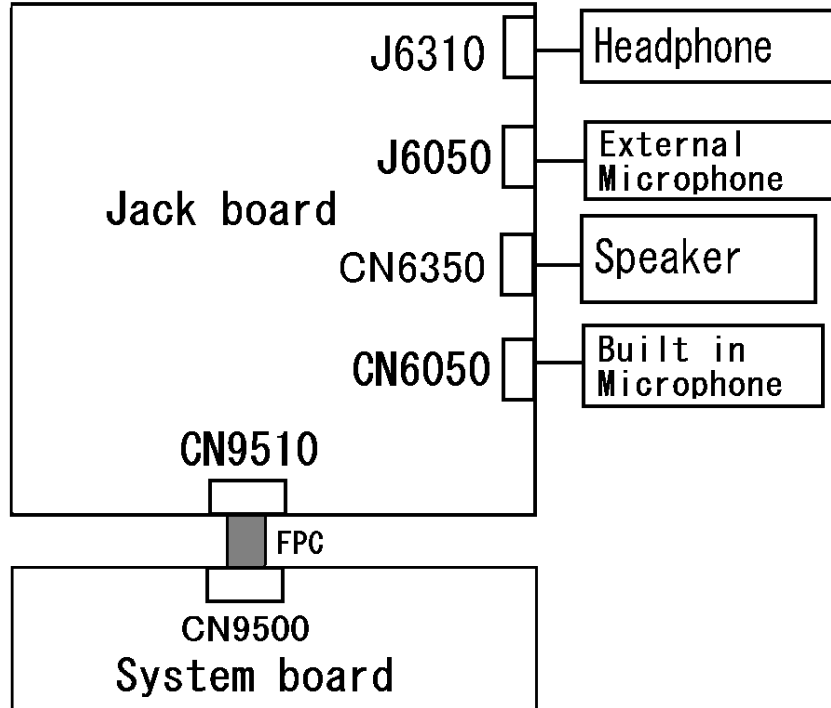 J6310
Headphone
J6050
External
Microphone
Jack board
CN6350
Speaker
CN6050
Built in
Microphone
CN9510
FPC
CN9500
System board